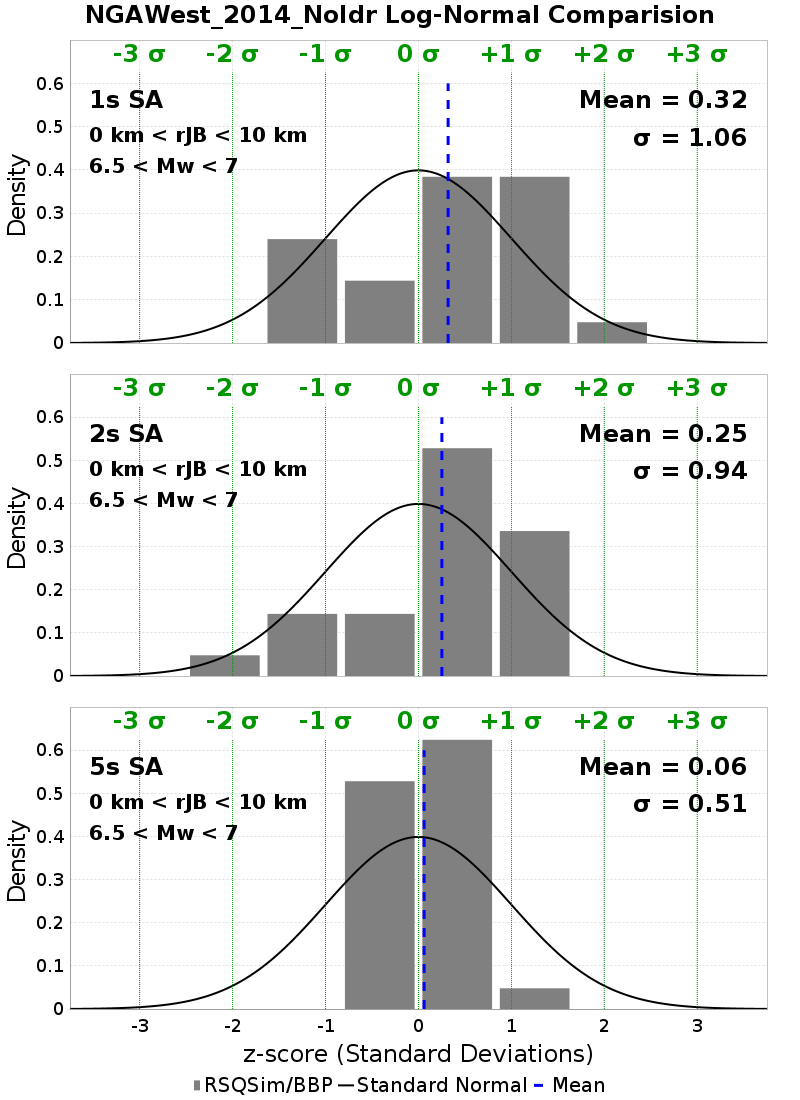 NGAWest_2014_NoIdr Log-Normal Comparision
-3 σ -2 σ -1 σ 0 σ +1 σ +2 σ +3 σ
0.6
1s SA Mean = 0.32
0.5
0 km < rJB < 10 km σ = 1.06
0.4
6.5 < Mw < 7
Density
0.3
0.2
0.1
0
-3 σ -2 σ -1 σ 0 σ +1 σ +2 σ +3 σ
0.6
2s SA Mean = 0.25
0.5
0 km < rJB < 10 km σ = 0.94
0.4
6.5 < Mw < 7
Density
0.3
0.2
0.1
0
-3 σ -2 σ -1 σ 0 σ +1 σ +2 σ +3 σ
0.6
5s SA Mean = 0.06
0.5
0 km < rJB < 10 km σ = 0.51
0.4
6.5 < Mw < 7
Density
0.3
0.2
0.1
0
-3 -2 -1 0 1 2 3
z-score (Standard Deviations)
RSQSim/BBP Standard Normal Mean